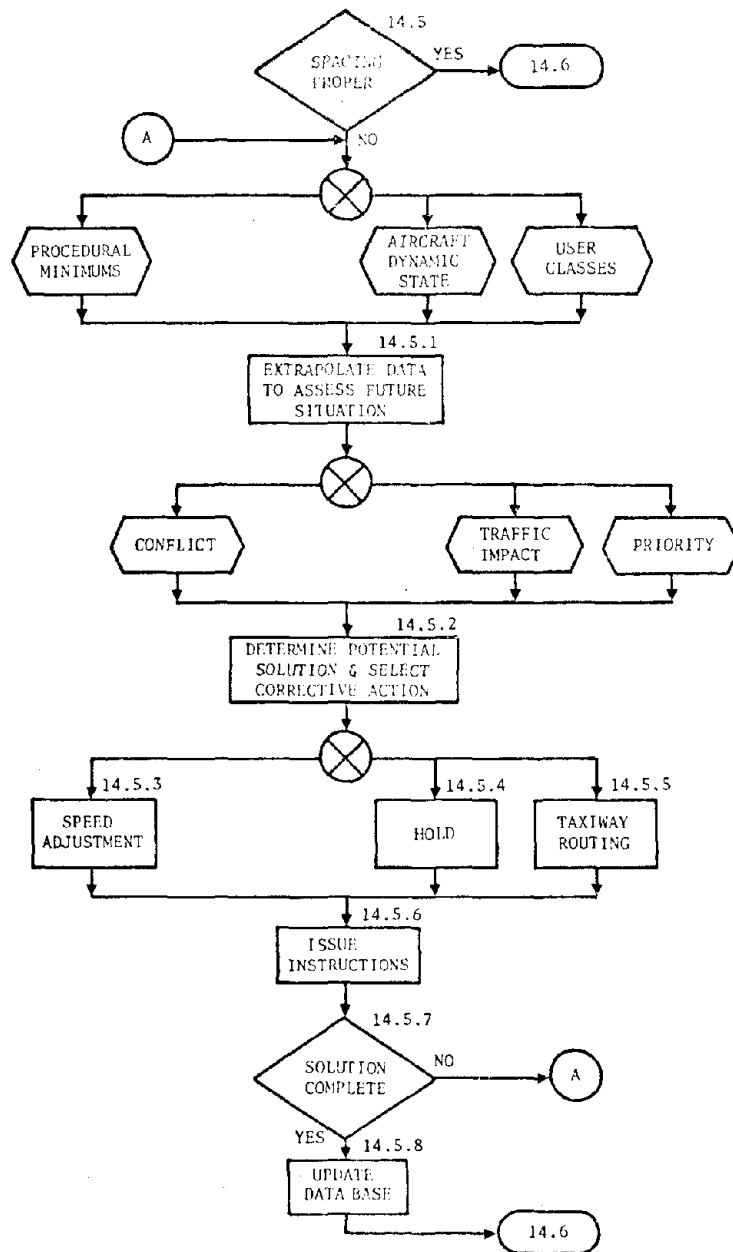 14.5
SPACING
PROPER
YES
14.6
A
NO
PROCEDURAL
MINIMUMS
AIRCRAFT
DYNAMIC
STATE
USER
CLASSES
14.5.1
EXTRAPOLATE DATA
TO ASSESS FUTURE
SITUATION
CONFLICT
TRAFFIC
IMPACT
PRIORITY
14.5.2
DETERMINE POTENTIAL
SOLUTION & SELECT
CORRECTIVE ACTION
14.5.3
SPEED
ADJUSTMENT
14.5.4
HOLD
14.5.5
TAXIWAY
ROUTING
14.5.6
ISSUE
INSTRUCTIONS
14.5.7
SOLUTION
COMPLETE
NO
A
YES
14.5.8
UPDATE
DATA BASE
14.6